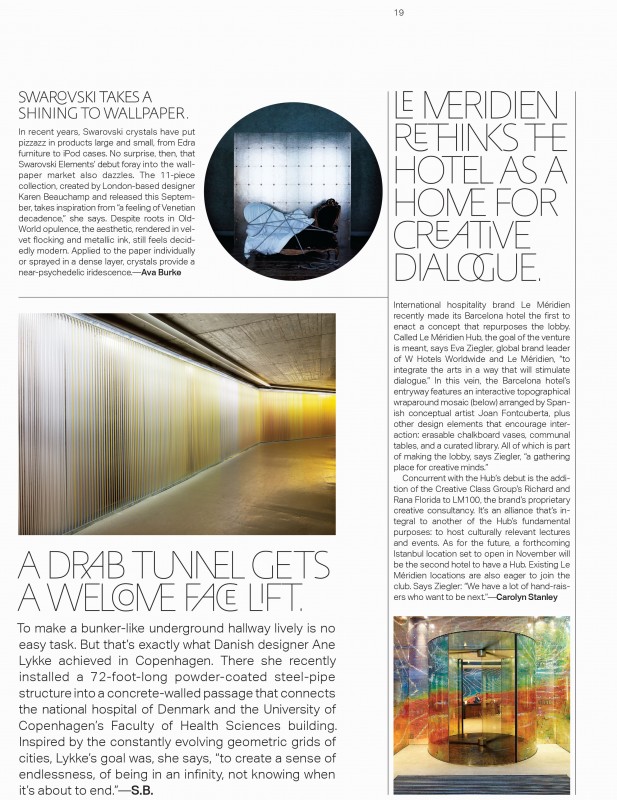 19
SWAROVSKI TAKES A
SHINING TO WALLPAPER.
In recent years, Swarovski crystals have put
pizzazz in products large and small, from Edra
furniture to iPod cases. No surprise, then, that
Swarovski Elements' debut foray into the wall-
paper market also dazzles. The 11-piece
collection, created by London-based designer
Karen Beauchamp and released this Septem-
ber, takes inspiration from "a feeling of Venetian
decadence," she says. Despite roots in Old-
World opulence, the aesthetic, rendered in vel-
vet flocking and metallic ink, still feels decid-
edly modern. Applied to the paper individually
or sprayed in a dense layer, crystals provide a
near-psychedelic iridescence.—Ava Burke
A DRAB TUNNEL GETS
A WELCOME FACE LIFT.
To make a bunker-like underground hallway lively is no
easy task. But that's exactly what Danish designer Ane
Lykke achieved in Copenhagen. There she recently
installed a 72-foot-long powder-coated steel-pipe
structure into a concrete-walled passage that connects
the national hospital of Denmark and the University of
Copenhagen's Faculty of Health Sciences building.
Inspired by the constantly evolving geometric grids of
cities, Lykke's goal was, she says, "to create a sense of
endlessness, of being in an infinity, not knowing when
it's about to end."—S.B.
LE MERIDIEN
RETHINKS THE
HOTEL AS A
HOME FOR
CREATIVE
DIALOGUE.
International hospitality brand Le Méridien
recently made its Barcelona hotel the first to
enact a concept that repurposes the lobby.
Called Le Méridien Hub, the goal of the venture
is meant, says Eva Ziegler, global brand leader
of W Hotels Worldwide and Le Méridien, "to
integrate the arts in a way that will stimulate
dialogue." In this vein, the Barcelona hotel's
entryway features an interactive topographical
wraparound mosaic (below) arranged by Span-
ish conceptual artist Joan Fontcuberta, plus
other design elements that encourage inter-
action: erasable chalkboard vases, communal
tables, and a curated library. All of which is part
of making the lobby, says Ziegler, "a gathering
place for creative minds."
Concurrent with the Hub's debut is the addi-
tion of the Creative Class Group's Richard and
Rana Florida to LM100, the brand's proprietary
creative consultancy. It's an alliance that's in-
tegral to another of the Hub's fundamental
purposes: to host culturally relevant lectures
and events. As for the future, a forthcoming
Istanbul location set to open in November will
be the second hotel to have a Hub. Existing Le
Méridien locations are also eager to join the
club. Says Ziegler: "We have a lot of hand-rais-
ers who want to be next."—Carolyn Stanley